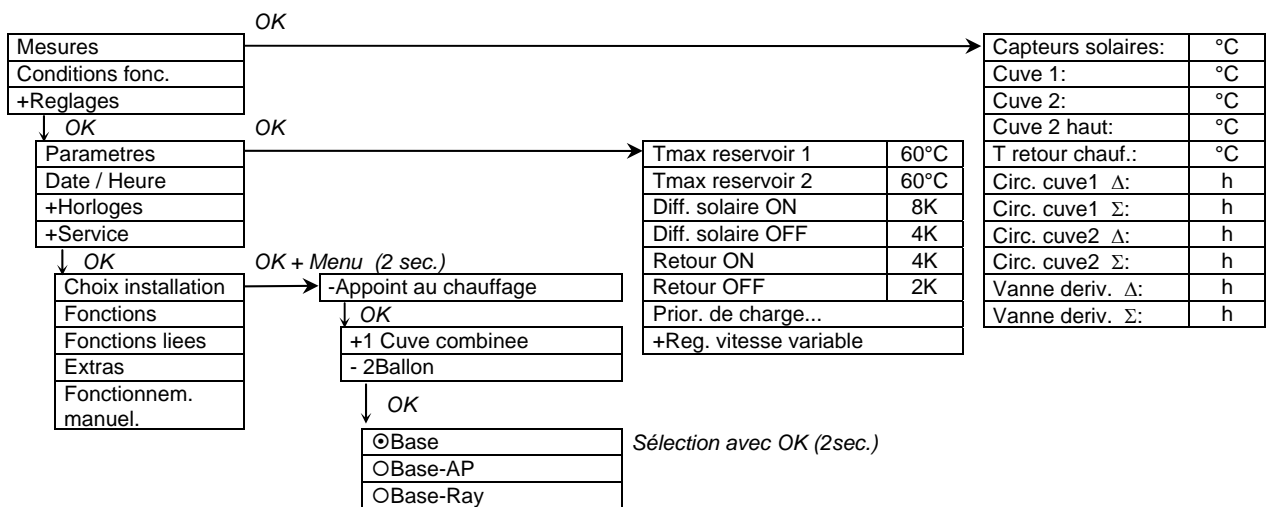 OK
Mesures
Conditions fonc.
+Reglages
OK
OK
Parametres
Date / Heure
+Horloges
+Service
OK
OK + Menu (2 sec.)
Choix installation
Fonctions
Fonctions liees
Extras
Fonctionnem.
manuel.
-Appoint au chauffage
OK
+1 Cuve combinee
- 2Ballon
OK
⦿Base
○Base-AP
○Base-Ray
Sélection avec OK (2sec.)
Tmax reservoir 1 60°C
Tmax reservoir 2 60°C
Diff. solaire ON 8K
Diff. solaire OFF 4K
Retour ON 4K
Retour OFF 2K
Prior. de charge...
+Reg. vitesse variable
Capteurs solaires: °C
Cuve 1: °C
Cuve 2: °C
Cuve 2 haut: °C
T retour chauf.: °C
Circ. cuve1 Δ: h
Circ. cuve1 Σ: h
Circ. cuve2 Δ: h
Circ. cuve2 Σ: h
Vanne deriv. Δ: h
Vanne deriv. Σ: h